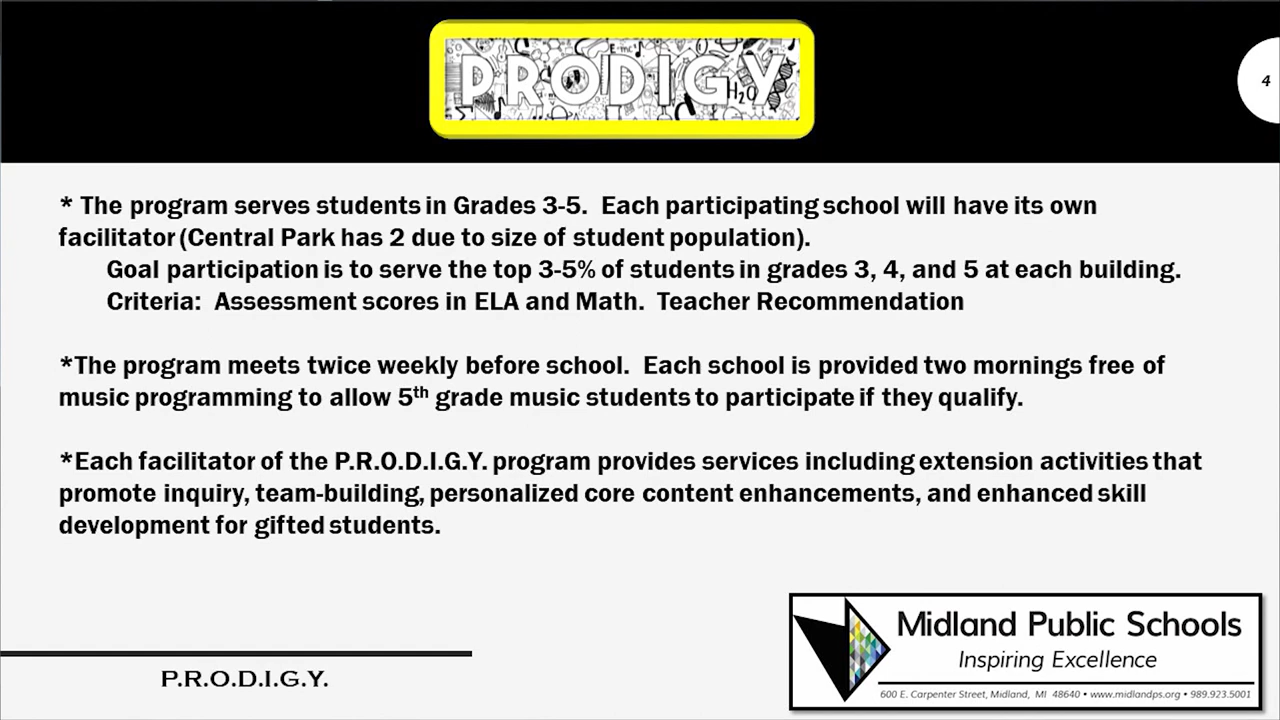 PRODIGY
E=mc²
H₂O
4
* The program serves students in Grades 3-5. Each participating school will have its own
facilitator (Central Park has 2 due to size of student population).
Goal participation is to serve the top 3-5% of students in grades 3, 4, and 5 at each building.
Criteria: Assessment scores in ELA and Math. Teacher Recommendation
*The program meets twice weekly before school. Each school is provided two mornings free of
music programming to allow 5th grade music students to participate if they qualify.
*Each facilitator of the P.R.O.D.I.G.Y. program provides services including extension activities that
promote inquiry, team-building, personalized core content enhancements, and enhanced skill
development for gifted students.
P.R.O.D.I.G.Y.
Midland Public Schools
Inspiring Excellence
600 E. Carpenter Street, Midland, MI 48640 • www.midlandps.org • 989.923.5001